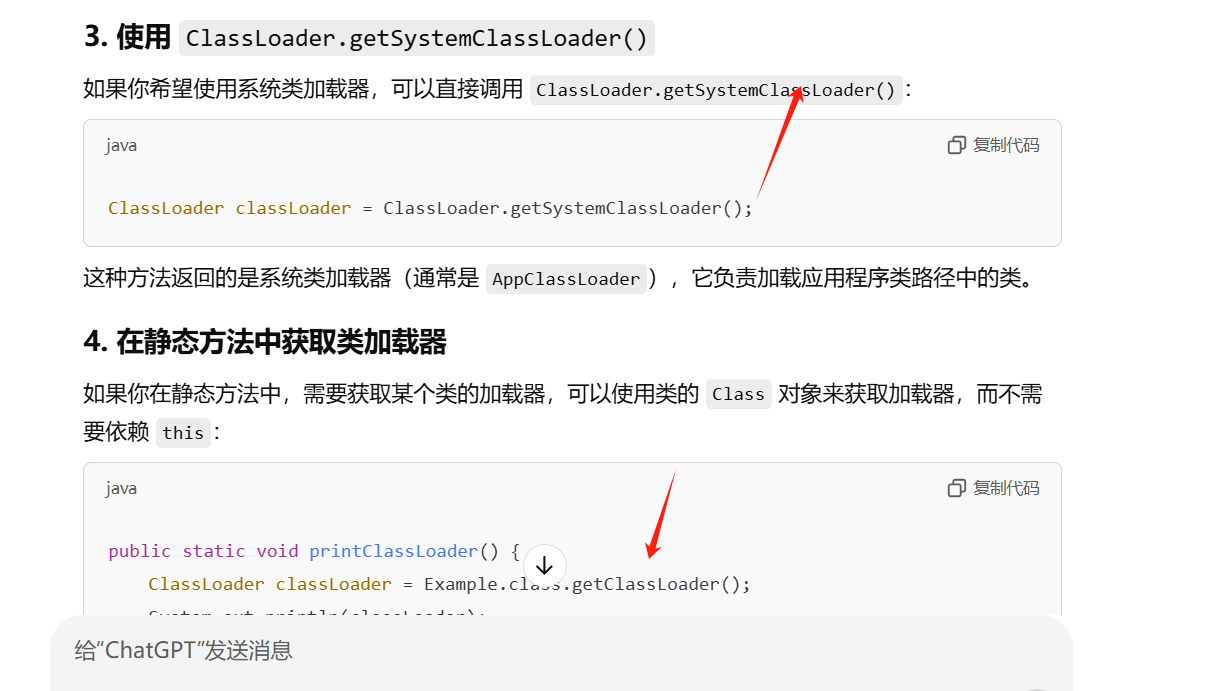 3. 使用 ClassLoader.getSystemClassLoader()
如果你希望使用系统类加载器，可以直接调用 ClassLoader.getSystemClassLoader()：
java
复制代码
ClassLoader classLoader = ClassLoader.getSystemClassLoader();
这种方法返回的是系统类加载器（通常是 AppClassLoader），它负责加载应用程序类路径中的类。
4. 在静态方法中获取类加载器
如果你在静态方法中，需要获取某个类的加载器，可以使用类的 Class 对象来获取加载器，而不需
要依赖 this：
java
复制代码
public static void printClassLoader() {
ClassLoader classLoader = Example.class.getClassLoader();
System.out.println(classLoader);
给“ChatGPT”发送消息